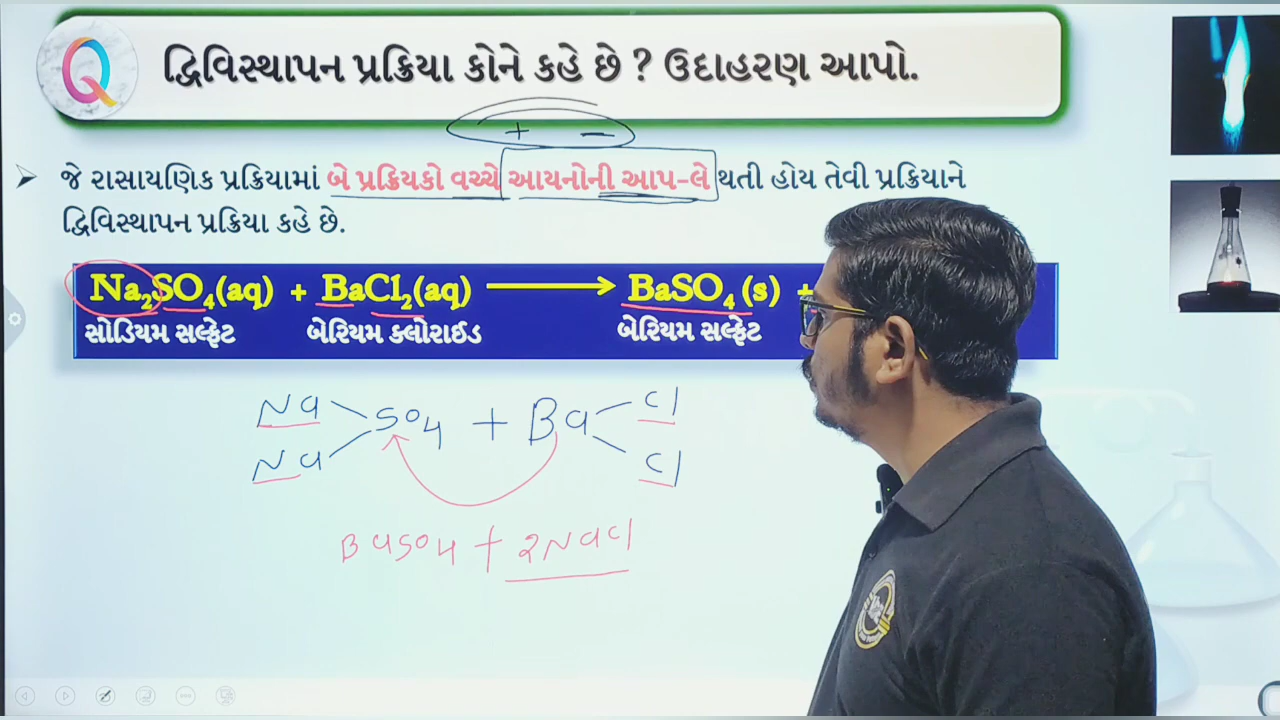 દ્વિવિસ્થાપન પ્રક્રિયા કોને કહે છે ? ઉદાહરણ આપો.
+ −
➢ જે રાસાયણિક પ્રક્રિયામાં બે પ્રક્રિયકો વચ્ચે આયનોની આપ-લે થતી હોય તેવી પ્રક્રિયાને
દ્વિવિસ્થાપન પ્રક્રિયા કહે છે.
Na₂SO₄(aq) + BaCl₂(aq) ⟶ BaSO₄ (s) +
સોડિયમ સલ્ફેટ બેરિયમ ક્લોરાઈડ બેરિયમ સલ્ફેટ
Na Cl
SO4 + Ba
Na Cl
BaSO4 + 2NaCl